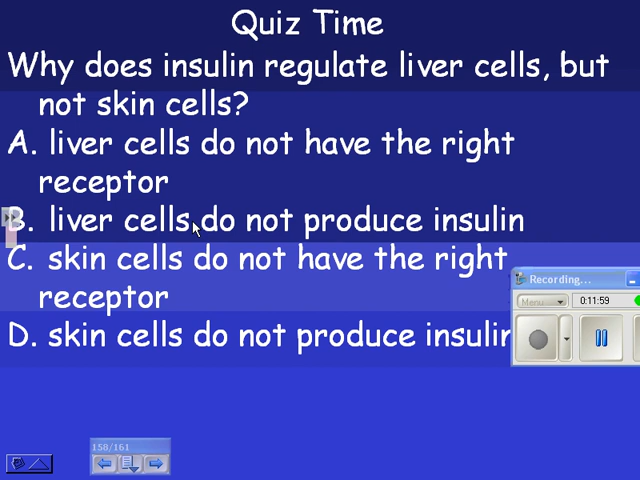 Quiz Time
Why does insulin regulate liver cells, but
not skin cells?
A. liver cells do not have the right
receptor
B. liver cells do not produce insulin
C. skin cells do not have the right
receptor
D. skin cells do not produce insulin
Recording...
Menu
0:11:59
158/161